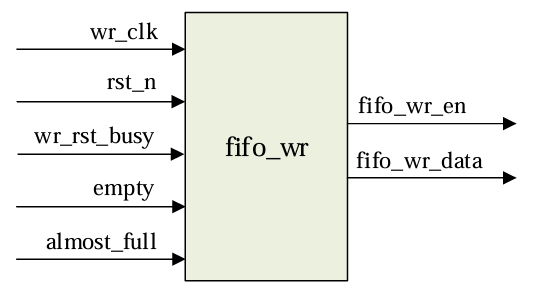 wr_clk
rst_n
wr_rst_busy
empty
almost_full
fifo_wr
fifo_wr_en
fifo_wr_data